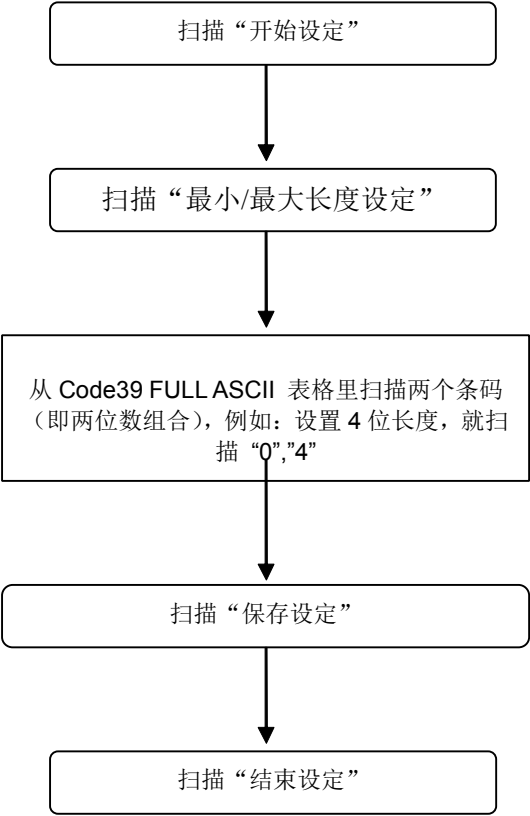 扫描“开始设定”
扫描“最小/最大长度设定”
从 Code39 FULL ASCII 表格里扫描两个条码
（即两位数组合），例如：设置 4 位长度，就扫
描 “0”,”4”
扫描“保存设定”
扫描“结束设定”